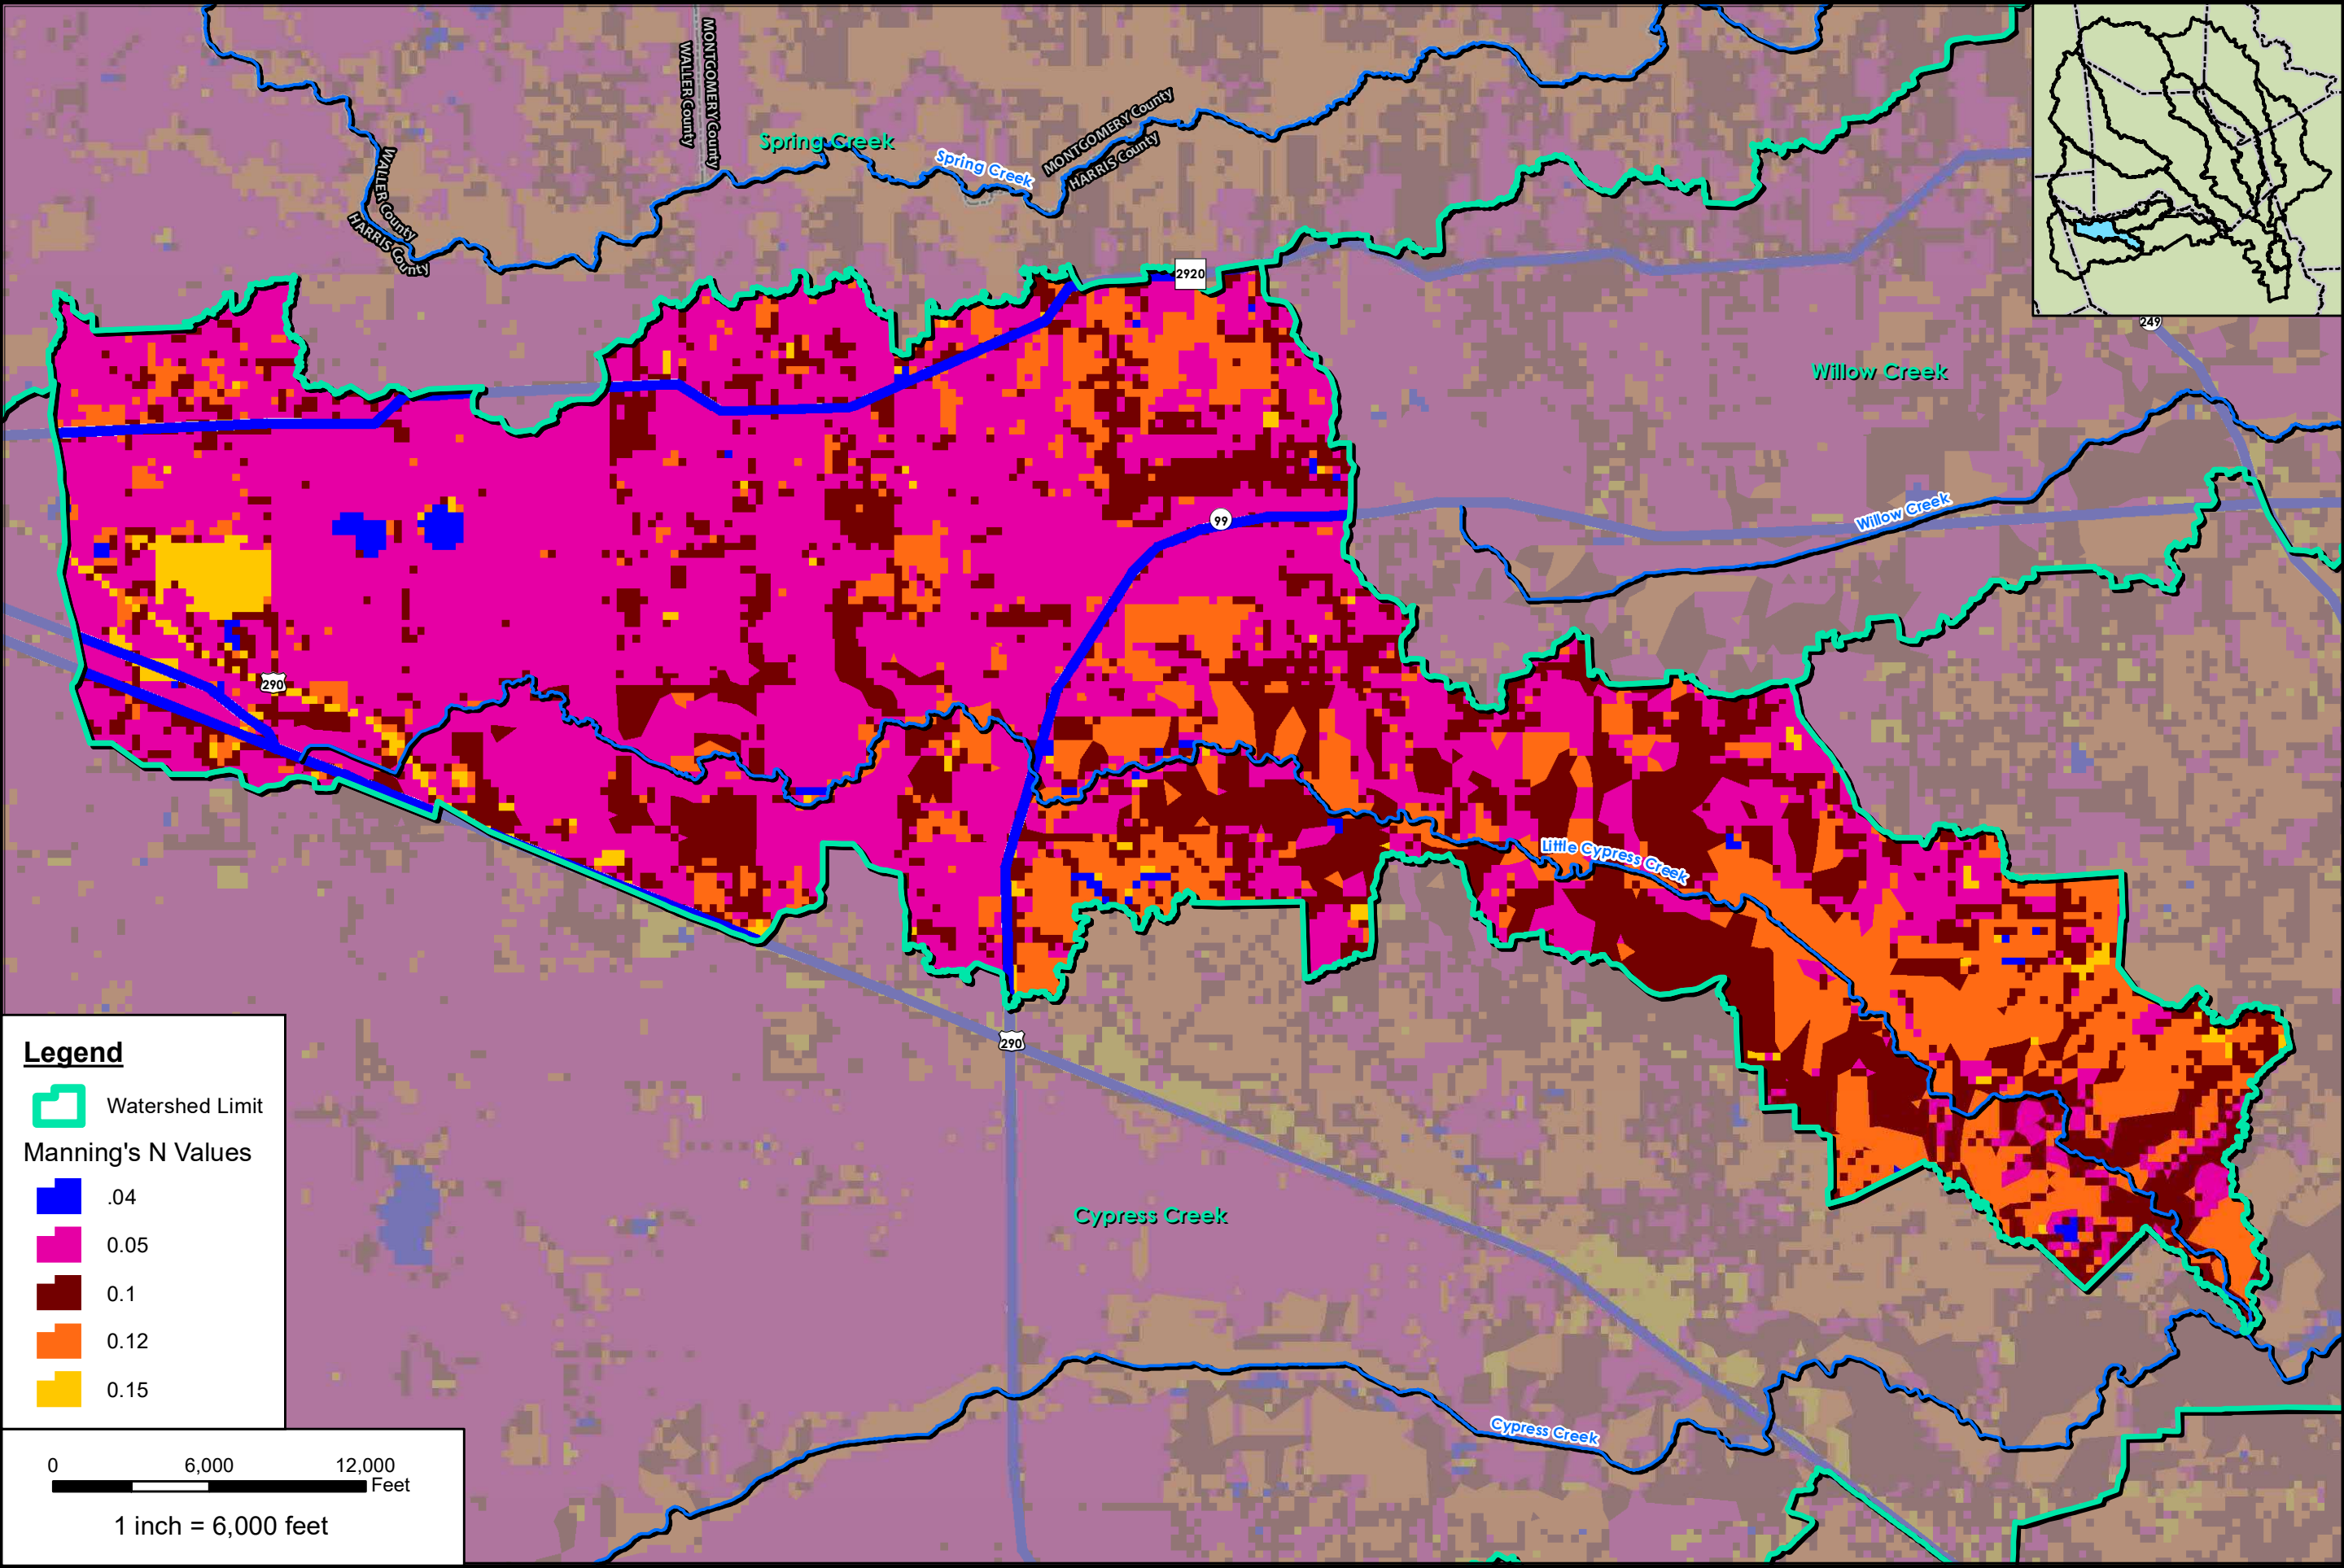 MONTGOMERY County
WALLER County
Spring Creek
Spring Creek
MONTGOMERY County
HARRIS County
WALLER County
HARRIS County
2920
249
Willow Creek
99
Willow Creek
290
Little Cypress Creek
290
Cypress Creek
Cypress Creek
Legend
Watershed Limit
Manning's N Values
.04
0.05
0.1
0.12
0.15
0 6,000 12,000
Feet
1 inch = 6,000 feet